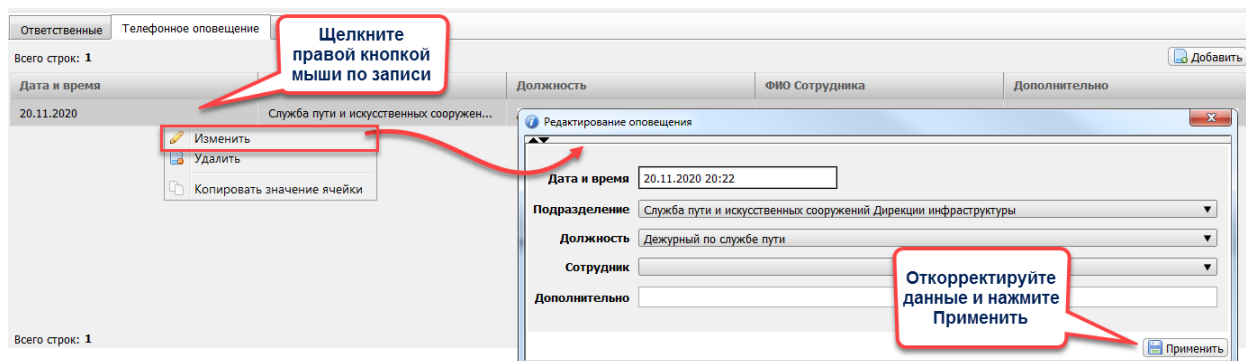 Ответственные Телефонное оповещение
Щелкните
правой кнопкой
мыши по записи
Всего строк: 1
Добавить
Дата и время Должность ФИО Сотрудника Дополнительно
20.11.2020 Служба пути и искусственных сооружен...
Изменить
Удалить
Копировать значение ячейки
Редактирование оповещения
Дата и время 20.11.2020 20:22
Подразделение Служба пути и искусственных сооружений Дирекции инфраструктуры
Должность Дежурный по службе пути
Сотрудник
Дополнительно
Откорректируйте
данные и нажмите
Применить
Всего строк: 1
Применить